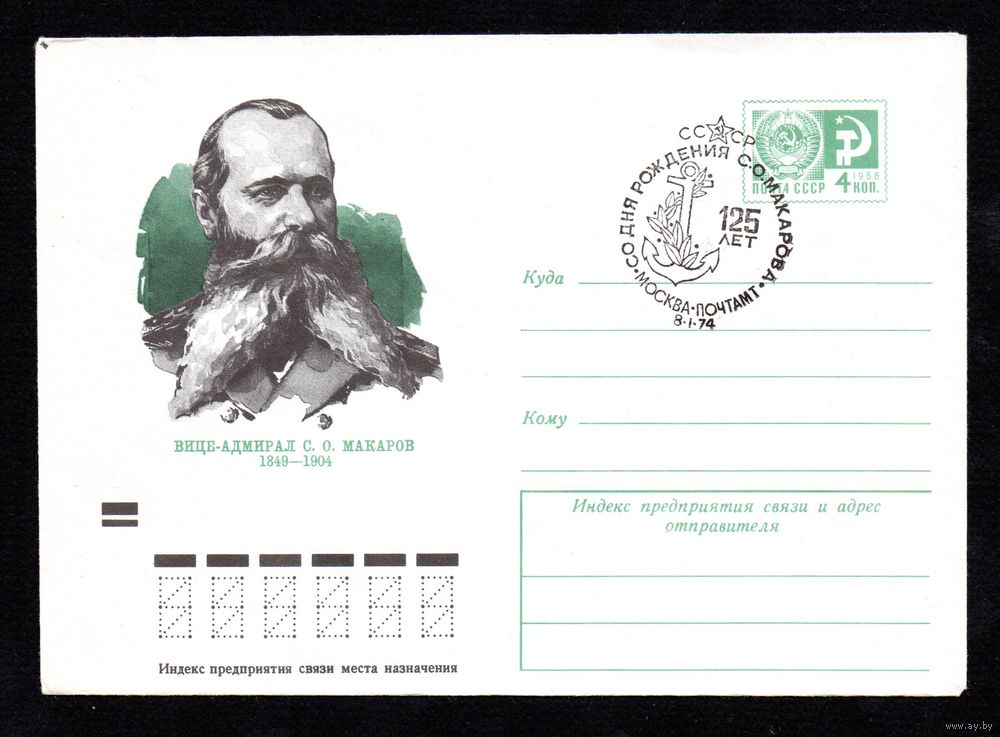 СССР
СО ДНЯ РОЖДЕНИЯ С.О.МАКАРОВА
125
ЛЕТ
МОСКВА·ПОЧТАМТ
8·I·74
1966
ПОЧТА СССР
4 КОП.
Куда
Кому
ВИЦЕ-АДМИРАЛ С. О. МАКАРОВ
1849—1904
Индекс предприятия связи и адрес
отправителя
Индекс предприятия связи места назначения
www.ay.by